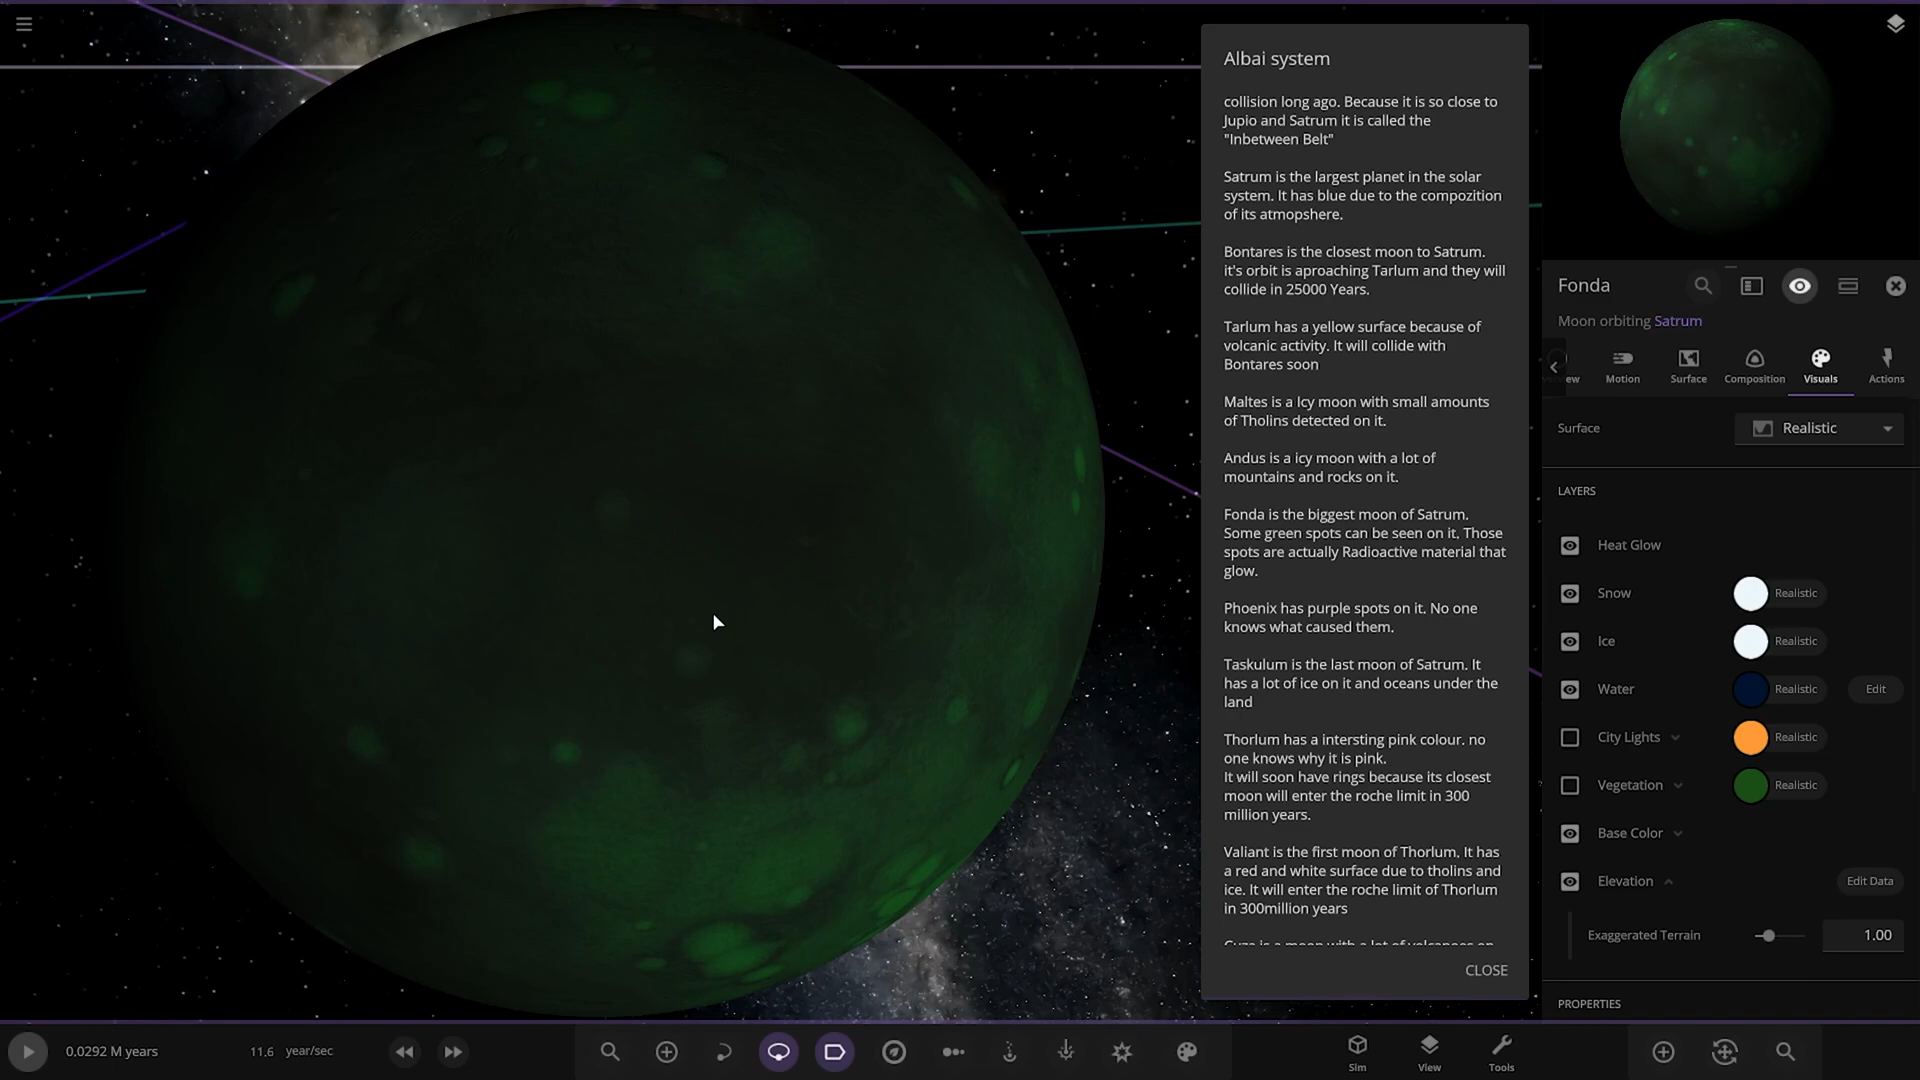 Albai system
collision long ago. Because it is so close to
Jupio and Satrum it is called the
"Inbetween Belt"
Satrum is the largest planet in the solar
system. It has blue due to the compozition
of its atmopshere.
Bontares is the closest moon to Satrum.
it's orbit is aproaching Tarlum and they will
collide in 25000 Years.
Tarlum has a yellow surface because of
volcanic activity. It will collide with
Bontares soon
Maltes is a Icy moon with small amounts
of Tholins detected on it.
Andus is a icy moon with a lot of
mountains and rocks on it.
Fonda is the biggest moon of Satrum.
Some green spots can be seen on it. Those
spots are actually Radioactive material that
glow.
Phoenix has purple spots on it. No one
knows what caused them.
Taskulum is the last moon of Satrum. It
has a lot of ice on it and oceans under the
land
Thorlum has a intersting pink colour. no
one knows why it is pink.
It will soon have rings because its closest
moon will enter the roche limit in 300
million years.
Valiant is the first moon of Thorlum. It has
a red and white surface due to tholins and
ice. It will enter the roche limit of Thorlum
in 300million years
is a moon with a lot of volcanoes on
CLOSE
Fonda
Moon orbiting Satrum
Motion
Surface
Composition
Visuals
Actions
Surface
Realistic
LAYERS
Heat Glow
Snow Realistic
Ice Realistic
Water Realistic Edit
City Lights Realistic
Vegetation Realistic
Base Color
Elevation Edit Data
Exaggerated Terrain 1.00
PROPERTIES
0.0292 M years
11.6 year/sec
Sim
View
Tools